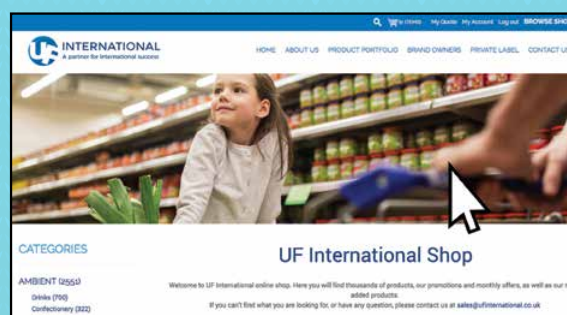 0 items My Quote My Account Log out BROWSE SHO
UF INTERNATIONAL
A partner for international success
HOME ABOUT US PRODUCT PORTFOLIO BRAND OWNERS PRIVATE LABEL CONTACT U
CATEGORIES
UF International Shop
AMBIENT (2551)
Welcome to UF International online shop. Here you will find thousands of products, our promotions and monthly offers, as well as our
added products.
Drinks (700)
If you can't find what you are looking for, or have any question, please contact us at sales@ufinternational.co.uk
Confectionery (322)